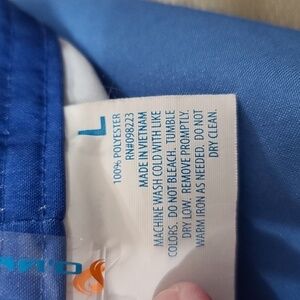 L
100% POLYESTER
RN#098223
MADE IN VIETNAM
MACHINE WASH COLD WITH LIKE
COLORS. DO NOT BLEACH. TUMBLE
DRY LOW. REMOVE PROMPTLY.
WARM IRON AS NEEDED. DO NOT
DRY CLEAN.